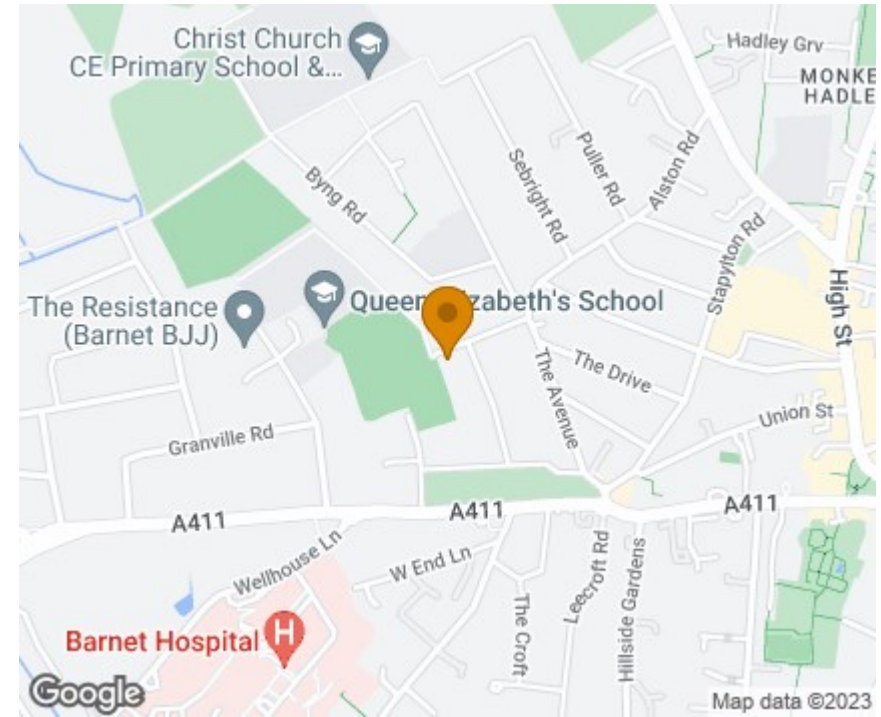 Christ Church
CE Primary School &...
Hadley Grv
MONKE
HADLE
Puller Rd
Alston Rd
Sebright Rd
Byng Rd
Stapylton Rd
High St
The Resistance
(Barnet BJJ)
Queen
izabeth's School
The Drive
The Avenue
Union St
Granville Rd
A411
A411
A411
Wellhouse Ln
W End Ln
Leecroft Rd
Hillside Gardens
The Croft
Barnet Hospital
H
Google
Map data ©2023